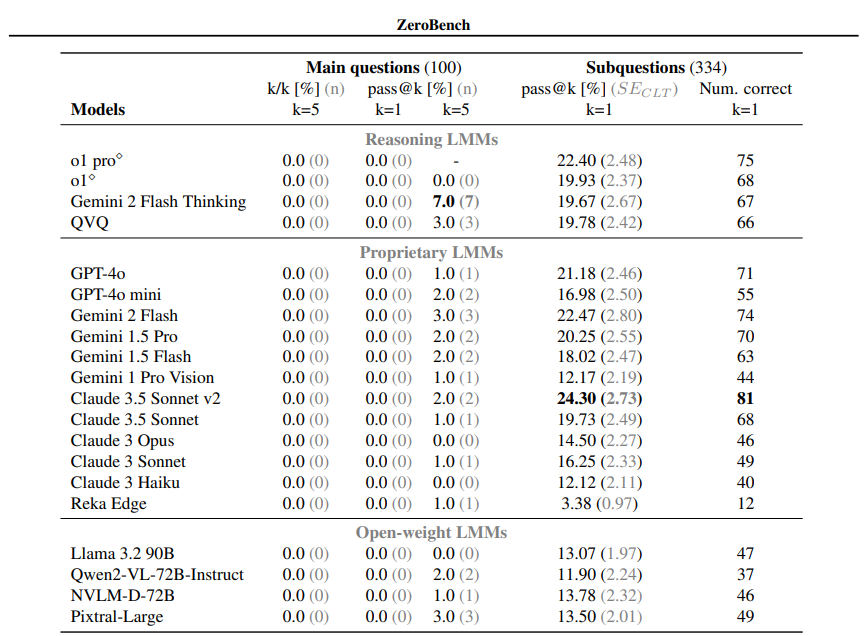 ZeroBench
Main questions (100) Subquestions (334)
k/k [%] (n) pass@k [%] (n) pass@k [%] (SE_CLT) Num. correct
Models k=5 k=1 k=5 k=1 k=1
Reasoning LMMs
o1 pro◇ 0.0 (0) 0.0 (0) - 22.40 (2.48) 75
o1◇ 0.0 (0) 0.0 (0) 0.0 (0) 19.93 (2.37) 68
Gemini 2 Flash Thinking 0.0 (0) 0.0 (0) 7.0 (7) 19.67 (2.67) 67
QVQ 0.0 (0) 0.0 (0) 3.0 (3) 19.78 (2.42) 66
Proprietary LMMs
GPT-4o 0.0 (0) 0.0 (0) 1.0 (1) 21.18 (2.46) 71
GPT-4o mini 0.0 (0) 0.0 (0) 2.0 (2) 16.98 (2.50) 55
Gemini 2 Flash 0.0 (0) 0.0 (0) 3.0 (3) 22.47 (2.80) 74
Gemini 1.5 Pro 0.0 (0) 0.0 (0) 2.0 (2) 20.25 (2.55) 70
Gemini 1.5 Flash 0.0 (0) 0.0 (0) 2.0 (2) 18.02 (2.47) 63
Gemini 1 Pro Vision 0.0 (0) 0.0 (0) 1.0 (1) 12.17 (2.19) 44
Claude 3.5 Sonnet v2 0.0 (0) 0.0 (0) 2.0 (2) 24.30 (2.73) 81
Claude 3.5 Sonnet 0.0 (0) 0.0 (0) 1.0 (1) 19.73 (2.49) 68
Claude 3 Opus 0.0 (0) 0.0 (0) 0.0 (0) 14.50 (2.27) 46
Claude 3 Sonnet 0.0 (0) 0.0 (0) 1.0 (1) 16.25 (2.33) 49
Claude 3 Haiku 0.0 (0) 0.0 (0) 0.0 (0) 12.12 (2.11) 40
Reka Edge 0.0 (0) 0.0 (0) 1.0 (1) 3.38 (0.97) 12
Open-weight LMMs
Llama 3.2 90B 0.0 (0) 0.0 (0) 0.0 (0) 13.07 (1.97) 47
Qwen2-VL-72B-Instruct 0.0 (0) 0.0 (0) 2.0 (2) 11.90 (2.24) 37
NVLM-D-72B 0.0 (0) 0.0 (0) 1.0 (1) 13.78 (2.32) 46
Pixtral-Large 0.0 (0) 0.0 (0) 3.0 (3) 13.50 (2.01) 49